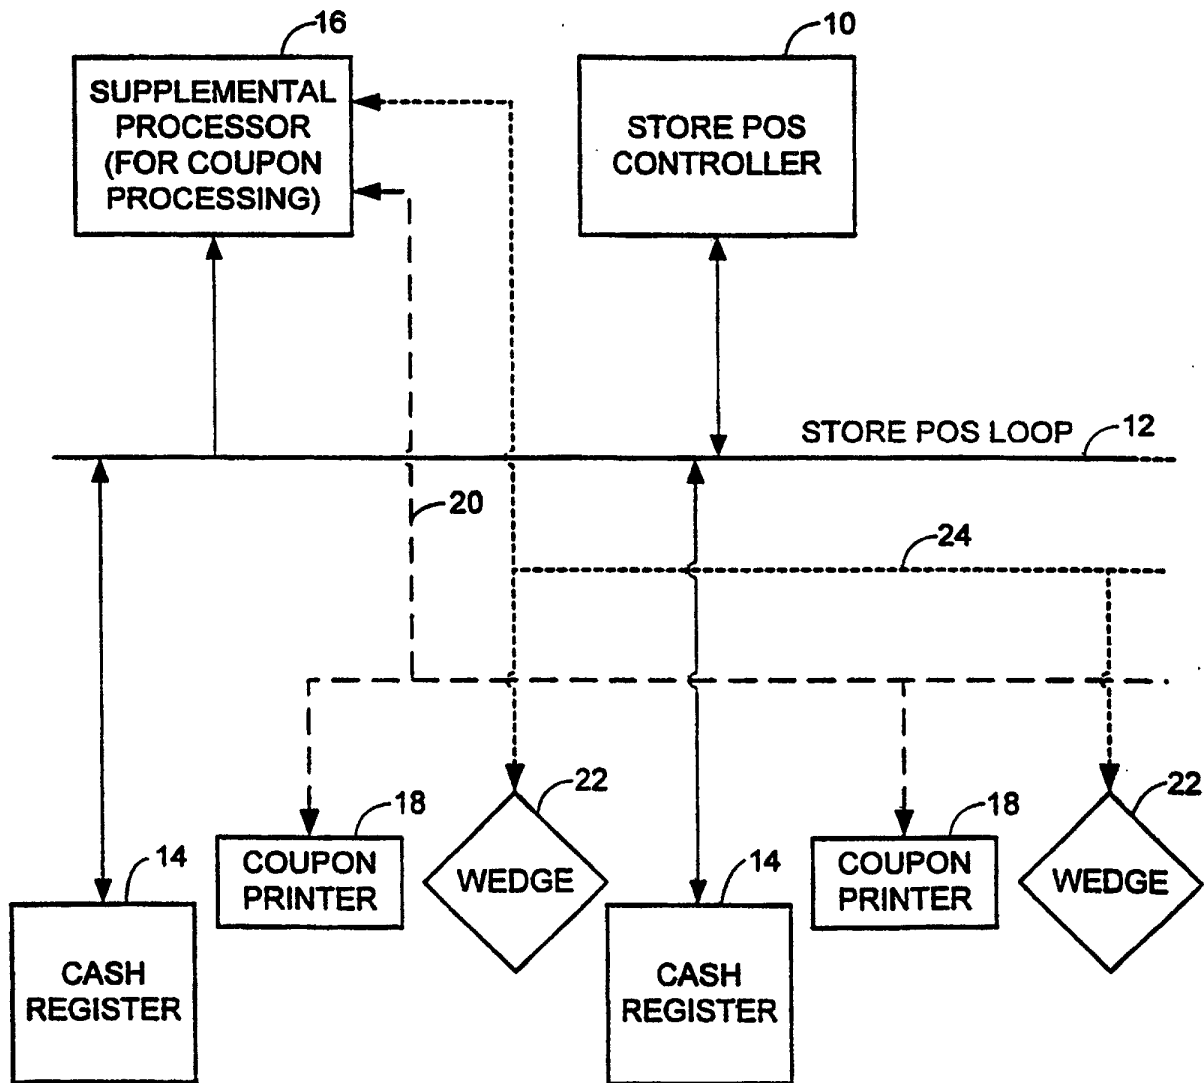 16
10
SUPPLEMENTAL
PROCESSOR
(FOR COUPON
PROCESSING)
STORE POS
CONTROLLER
STORE POS LOOP
12
20
24
22
18
22
18
14
14
COUPON
PRINTER
WEDGE
COUPON
PRINTER
WEDGE
CASH
REGISTER
CASH
REGISTER